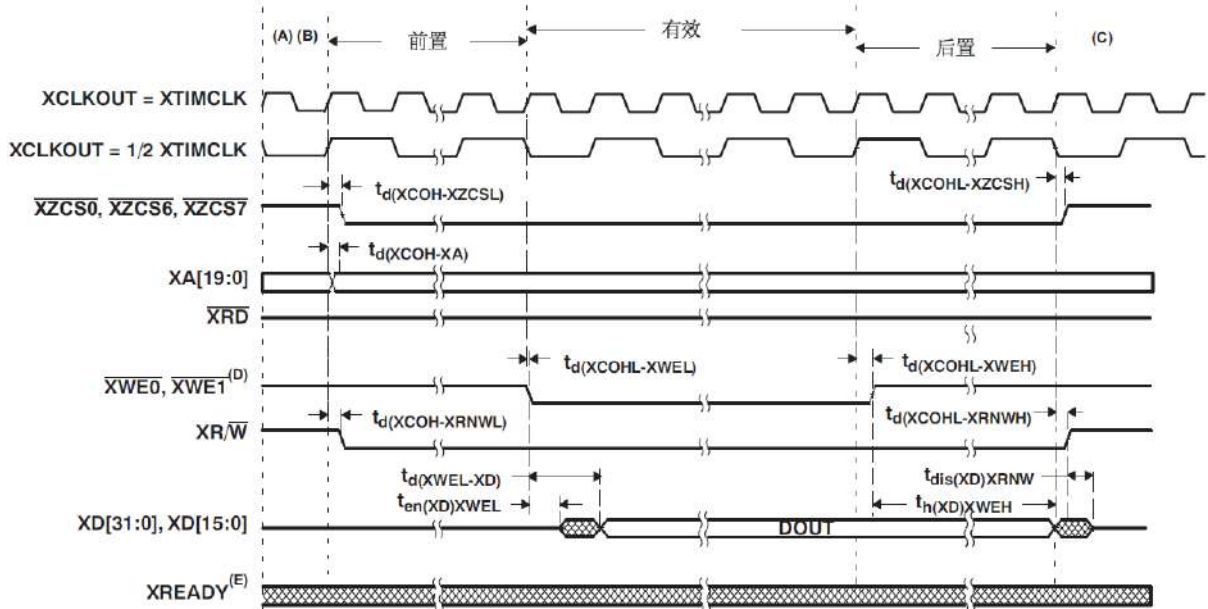 (A) (B) 前置 有效 后置 (C)
XCLKOUT = XTIMCLK
XCLKOUT = 1/2 XTIMCLK
td(XCOH-XZCSL) td(XCOHL-XZCSH)
XZCS0, XZCS6, XZCS7
td(XCOH-XA)
XA[19:0]
XRD
td(XCOHL-XWEL) td(XCOHL-XWEH)
XWE0, XWE1(D)
td(XCOH-XRNWL) td(XCOHL-XRNWH)
XR/W
td(XWEL-XD) tdis(XD)XRNW
ten(XD)XWEL th(XD)XWEH
XD[31:0], XD[15:0] DOUT
XREADY(E)